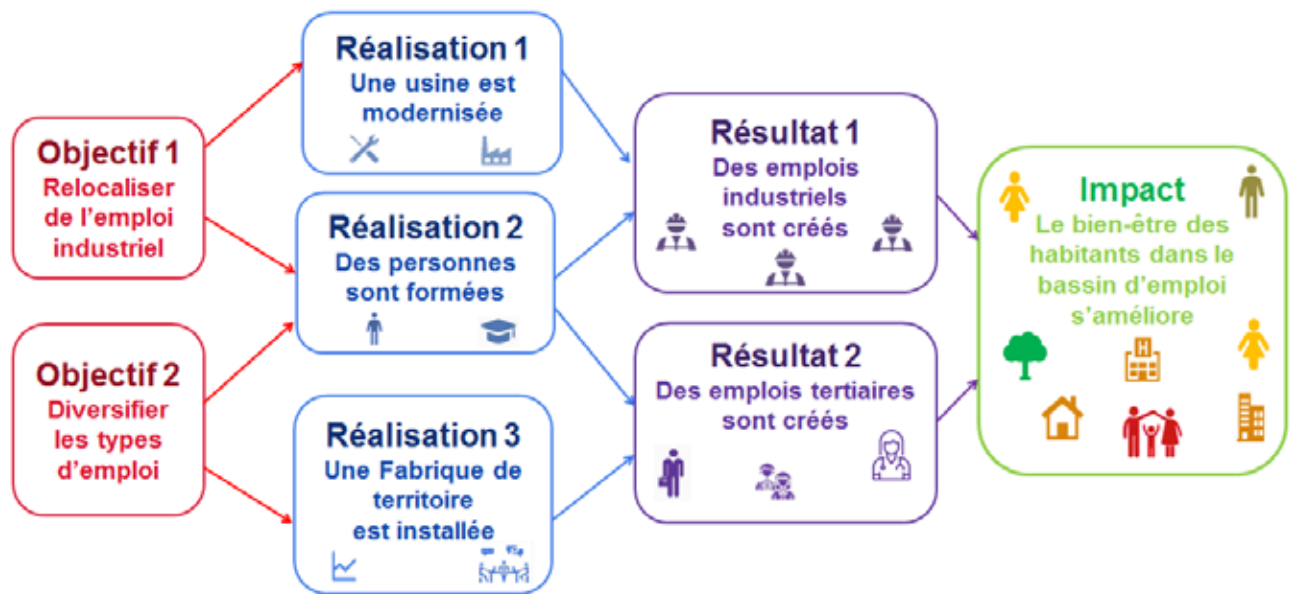 Objectif 1
Relocaliser
de l'emploi
industriel
Objectif 2
Diversifier
les types
d'emploi
Réalisation 1
Une usine est
modernisée
Réalisation 2
Des personnes
sont formées
Réalisation 3
Une Fabrique de
territoire
est installée
Résultat 1
Des emplois
industriels
sont créés
Résultat 2
Des emplois tertiaires
sont créés
Impact
Le bien-être des
habitants dans le
bassin d'emploi
s'améliore
H